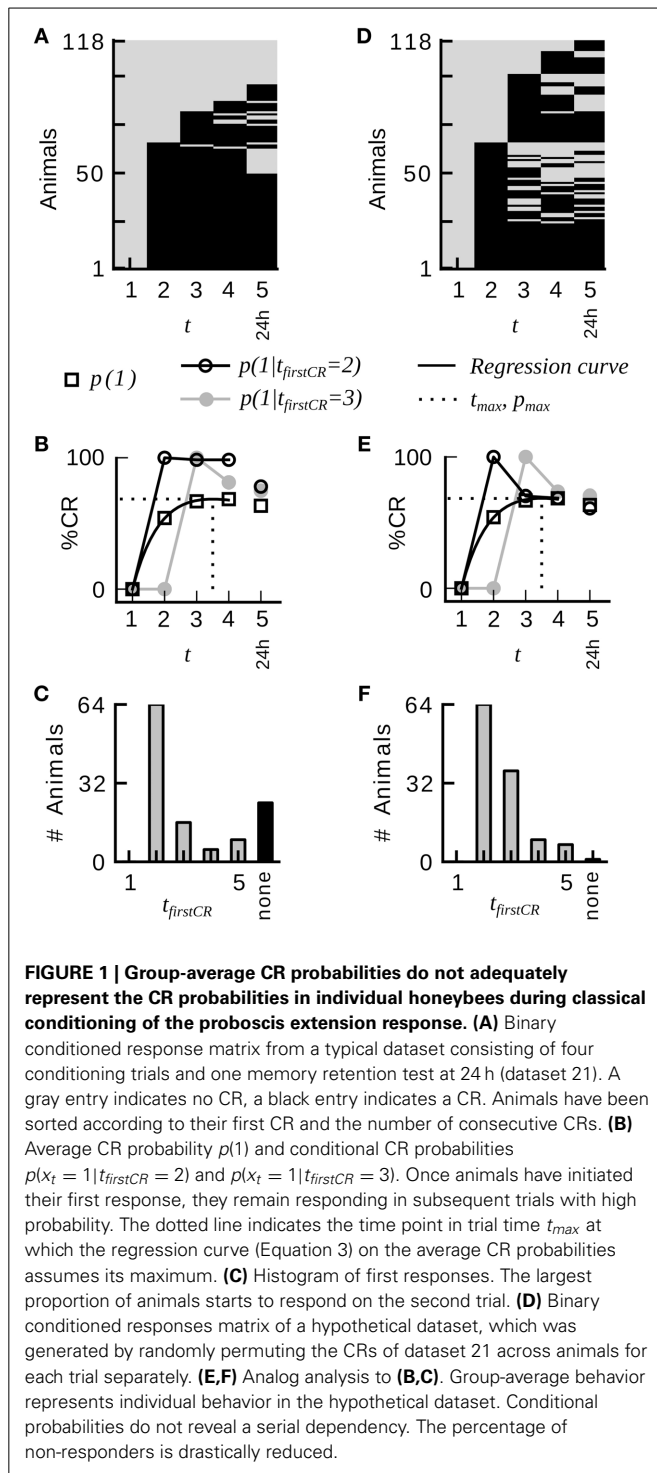 A
D
118
50
1
Animals
1 2 3 4 5
24h
t
118
50
1
Animals
1 2 3 4 5
24h
t
p(1)
p(1|t_firstCR=2)
p(1|t_firstCR=3)
Regression curve
t_max, p_max
B
%CR
100
0
1 2 3 4 5
24h
t
E
%CR
100
0
1 2 3 4 5
24h
t
C
# Animals
64
32
0
1 5 none
t_firstCR
F
# Animals
64
32
0
1 5 none
t_firstCR
FIGURE 1 | Group-average CR probabilities do not adequately
represent the CR probabilities in individual honeybees during classical
conditioning of the proboscis extension response. (A) Binary
conditioned response matrix from a typical dataset consisting of four
conditioning trials and one memory retention test at 24 h (dataset 21). A
gray entry indicates no CR, a black entry indicates a CR. Animals have been
sorted according to their first CR and the number of consecutive CRs. (B)
Average CR probability p(1) and conditional CR probabilities
p(x_t = 1|t_firstCR = 2) and p(x_t = 1|t_firstCR = 3). Once animals have initiated
their first response, they remain responding in subsequent trials with high
probability. The dotted line indicates the time point in trial time t_max at
which the regression curve (Equation 3) on the average CR probabilities
assumes its maximum. (C) Histogram of first responses. The largest
proportion of animals starts to respond on the second trial. (D) Binary
conditioned responses matrix of a hypothetical dataset, which was
generated by randomly permuting the CRs of dataset 21 across animals for
each trial separately. (E,F) Analog analysis to (B,C). Group-average behavior
represents individual behavior in the hypothetical dataset. Conditional
probabilities do not reveal a serial dependency. The percentage of
non-responders is drastically reduced.